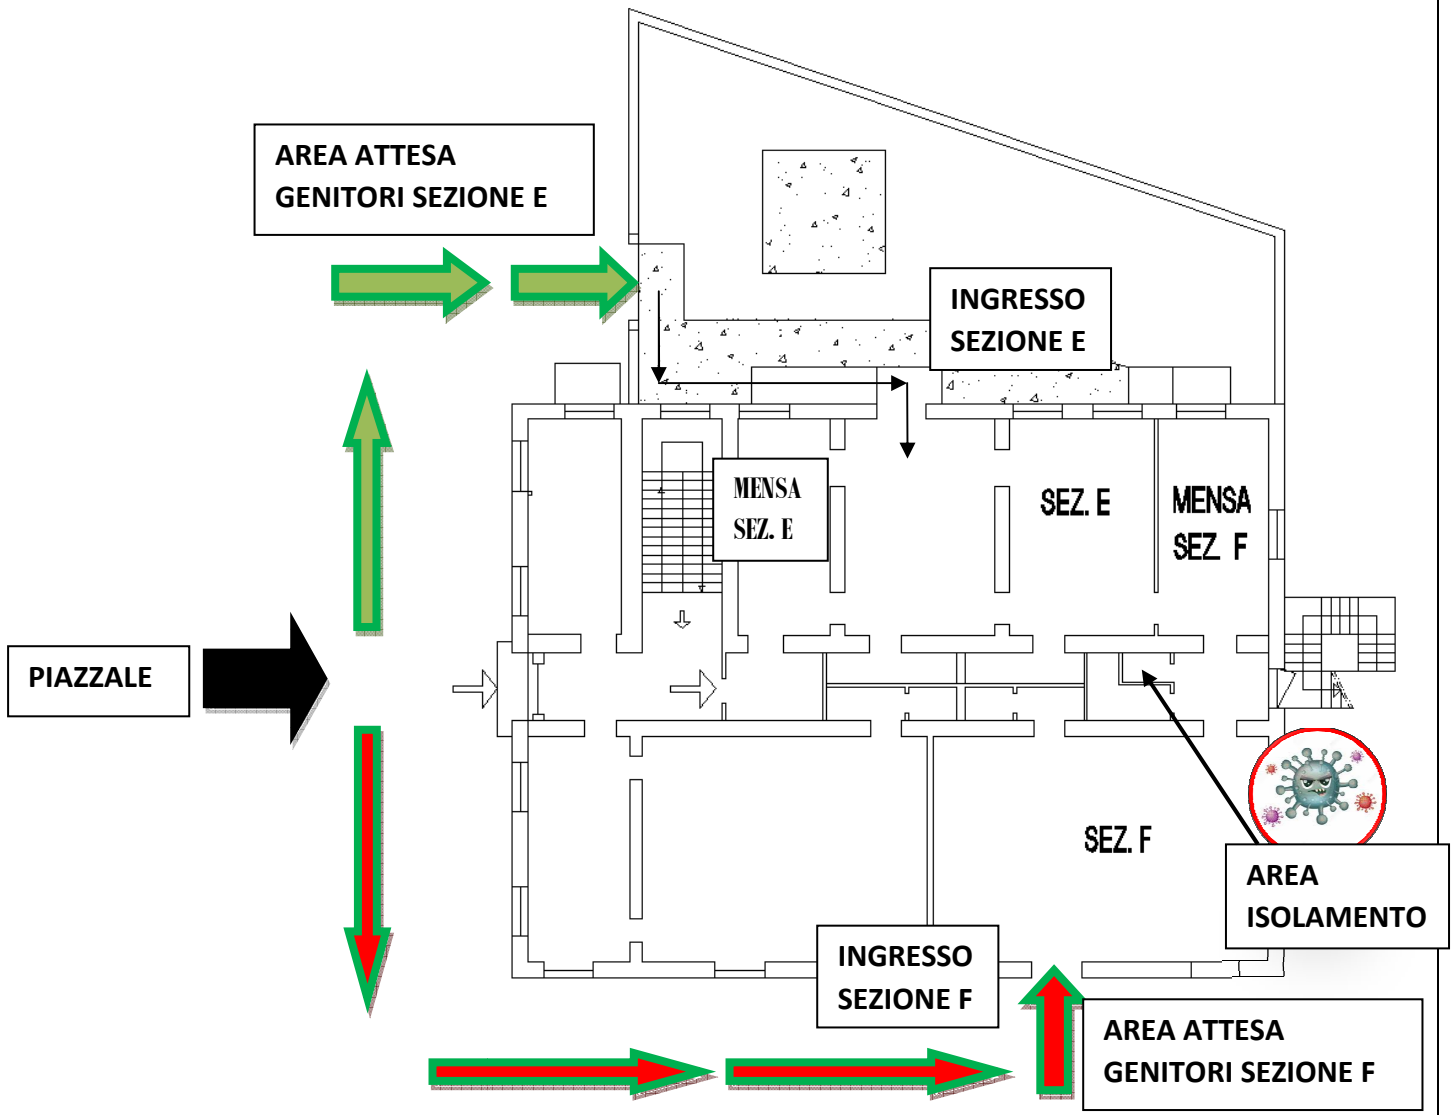 AREA ATTESA
GENITORI SEZIONE E
INGRESSO
SEZIONE E
MENSA
SEZ. E
SEZ. E
MENSA
SEZ. F
PIAZZALE
SEZ. F
AREA
ISOLAMENTO
INGRESSO
SEZIONE F
AREA ATTESA
GENITORI SEZIONE F